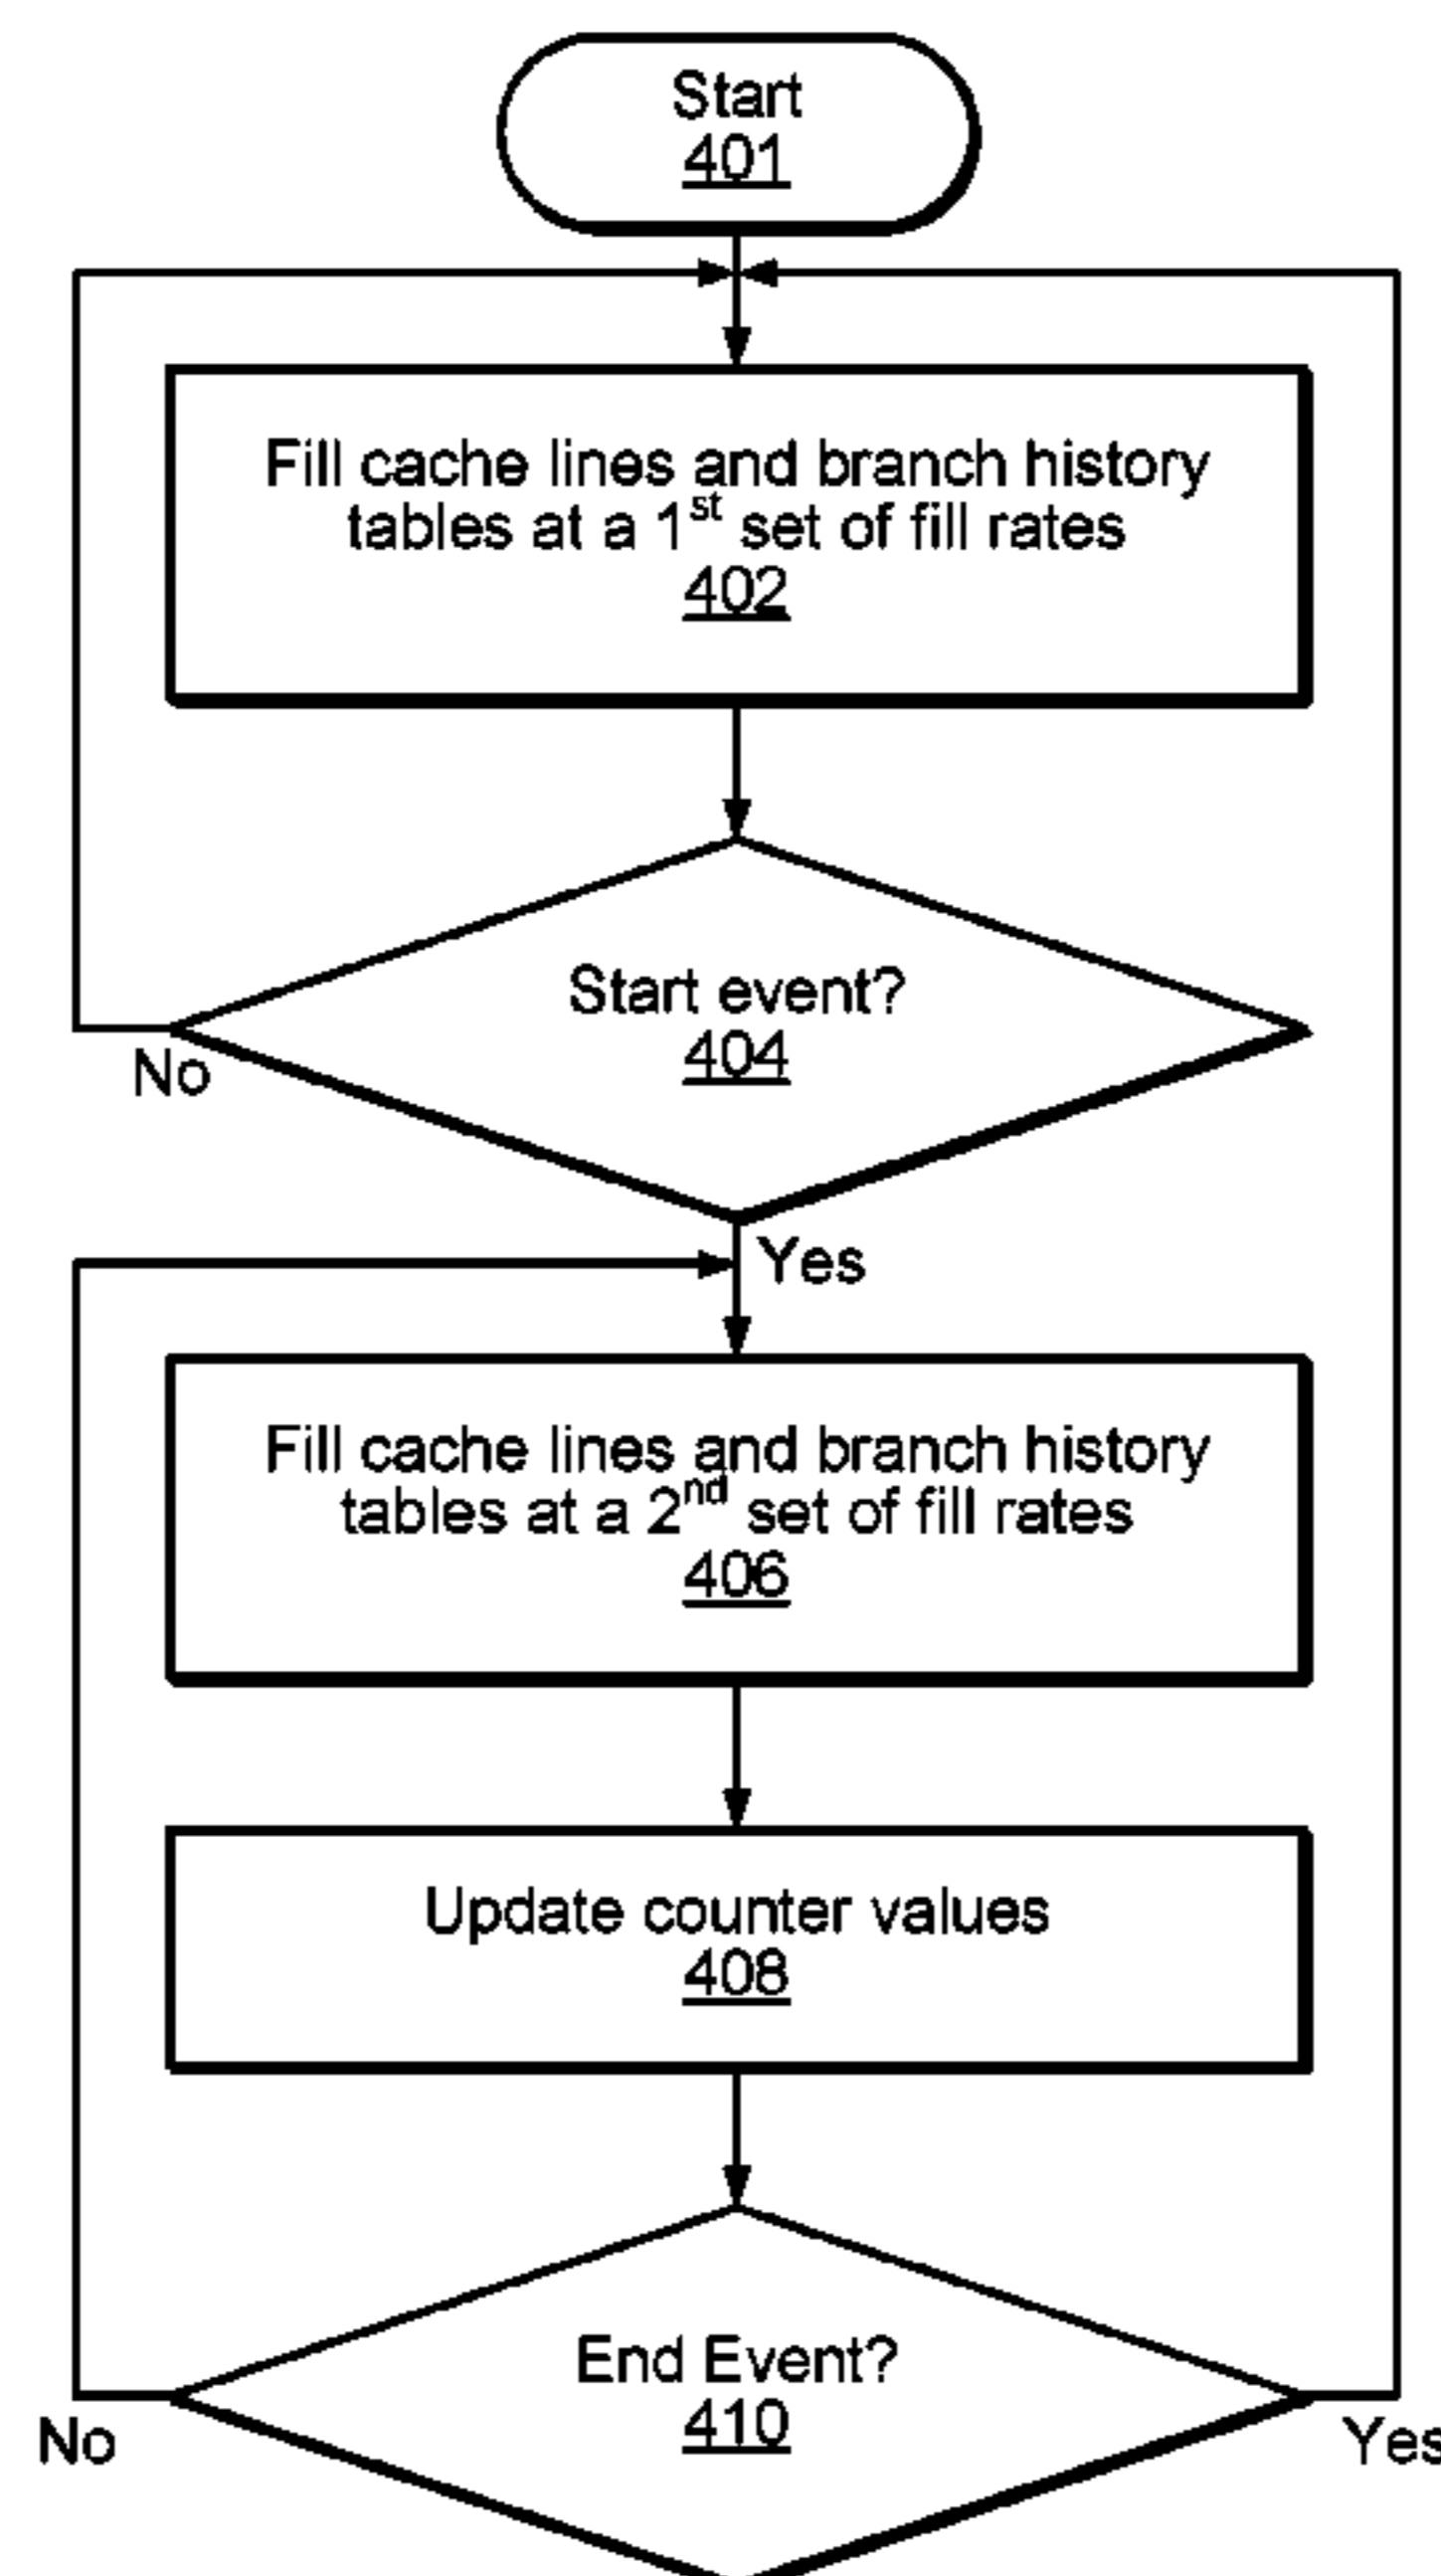 Start
401
Fill cache lines and branch history
tables at a 1st set of fill rates
402
Start event?
404
No
Yes
Fill cache lines and branch history
tables at a 2nd set of fill rates
406
Update counter values
408
End Event?
410
No
Yes